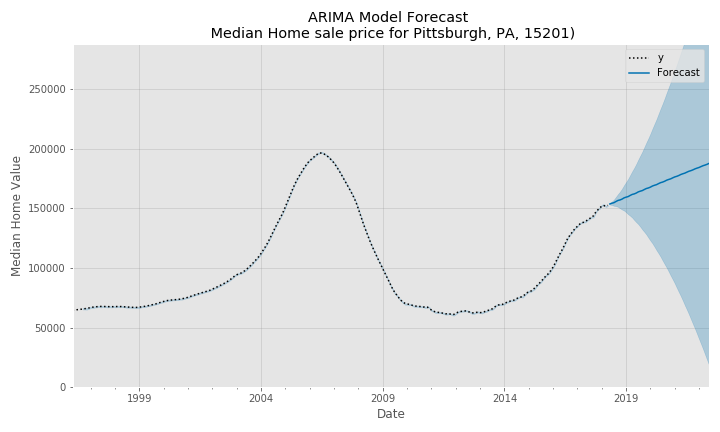 ARIMA Model Forecast
Median Home sale price for Pittsburgh, PA, 15201)
y
Forecast
Median Home Value
250000
200000
150000
100000
50000
0
1999
2004
2009
2014
2019
Date